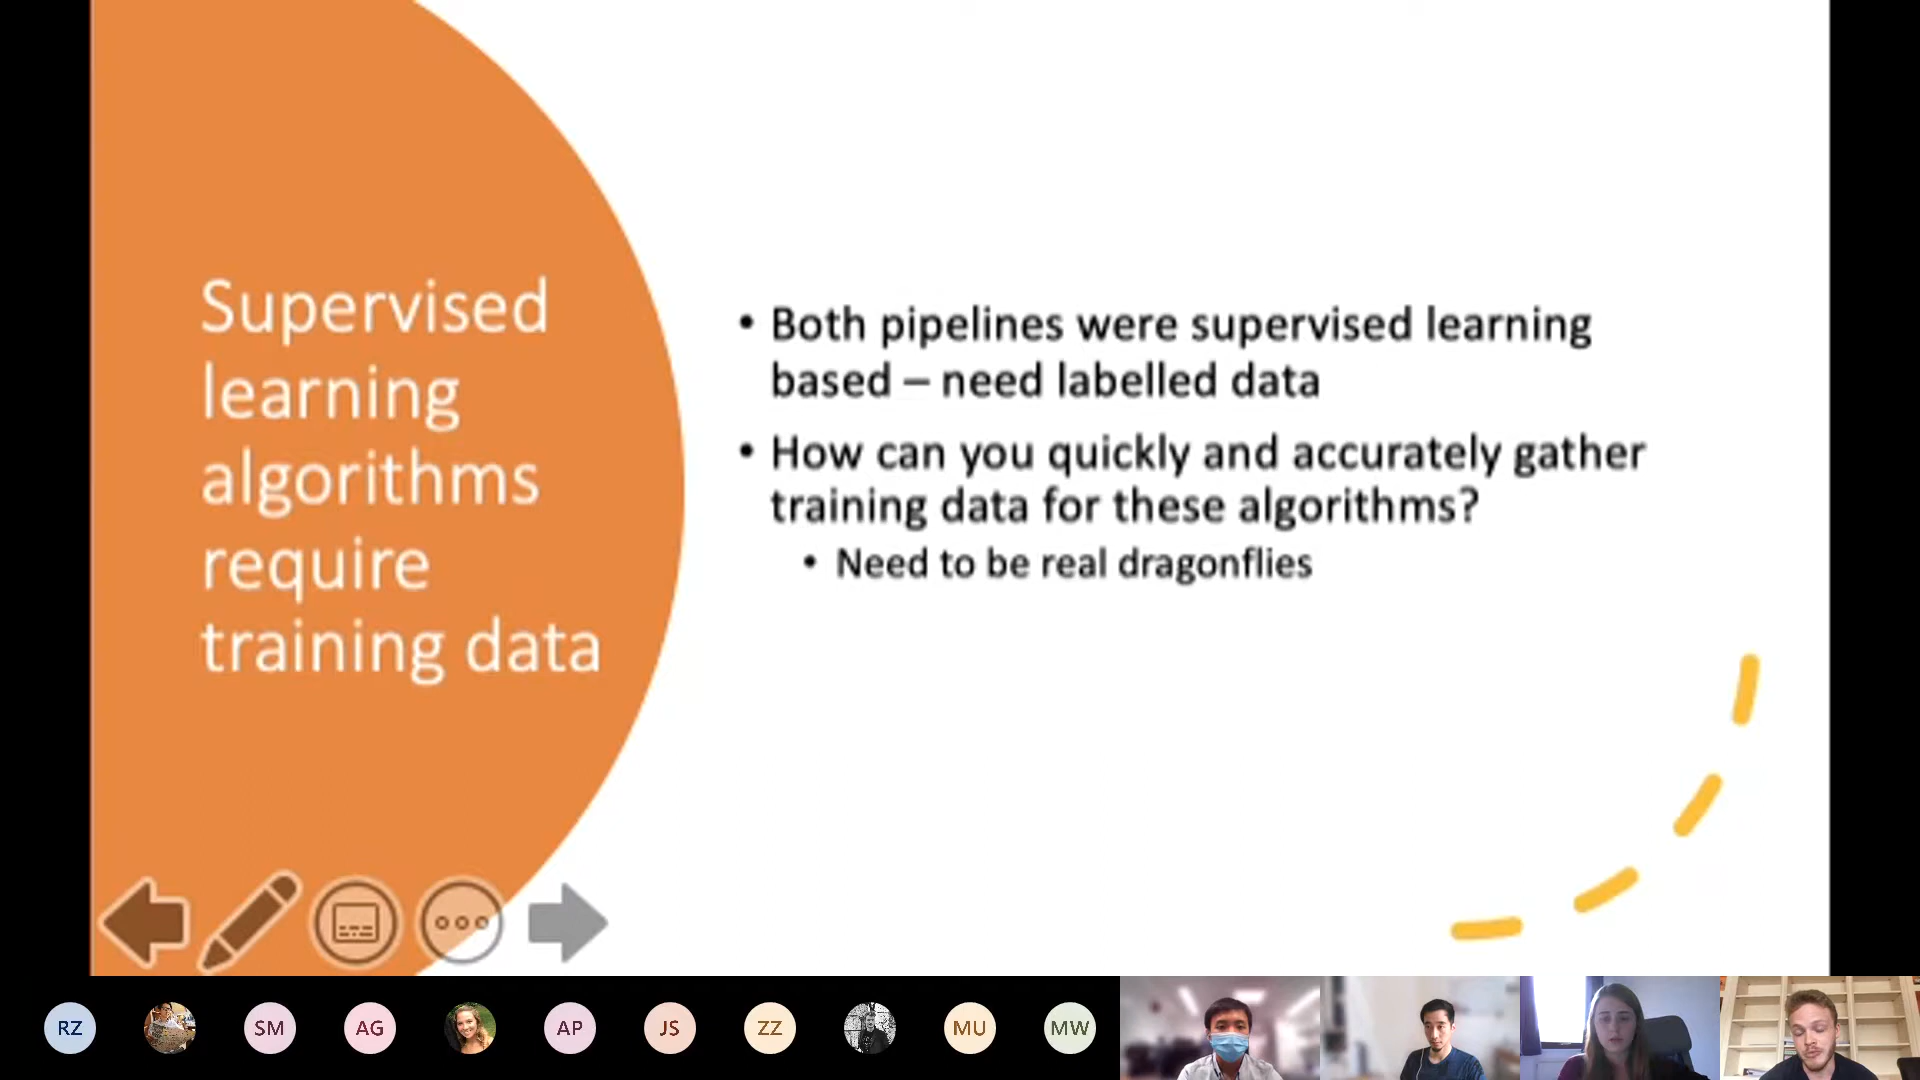 Supervised
learning
algorithms
require
training data
• Both pipelines were supervised learning
based – need labelled data
• How can you quickly and accurately gather
training data for these algorithms?
• Need to be real dragonflies
RZ
SM
AG
AP
JS
ZZ
MU
MW